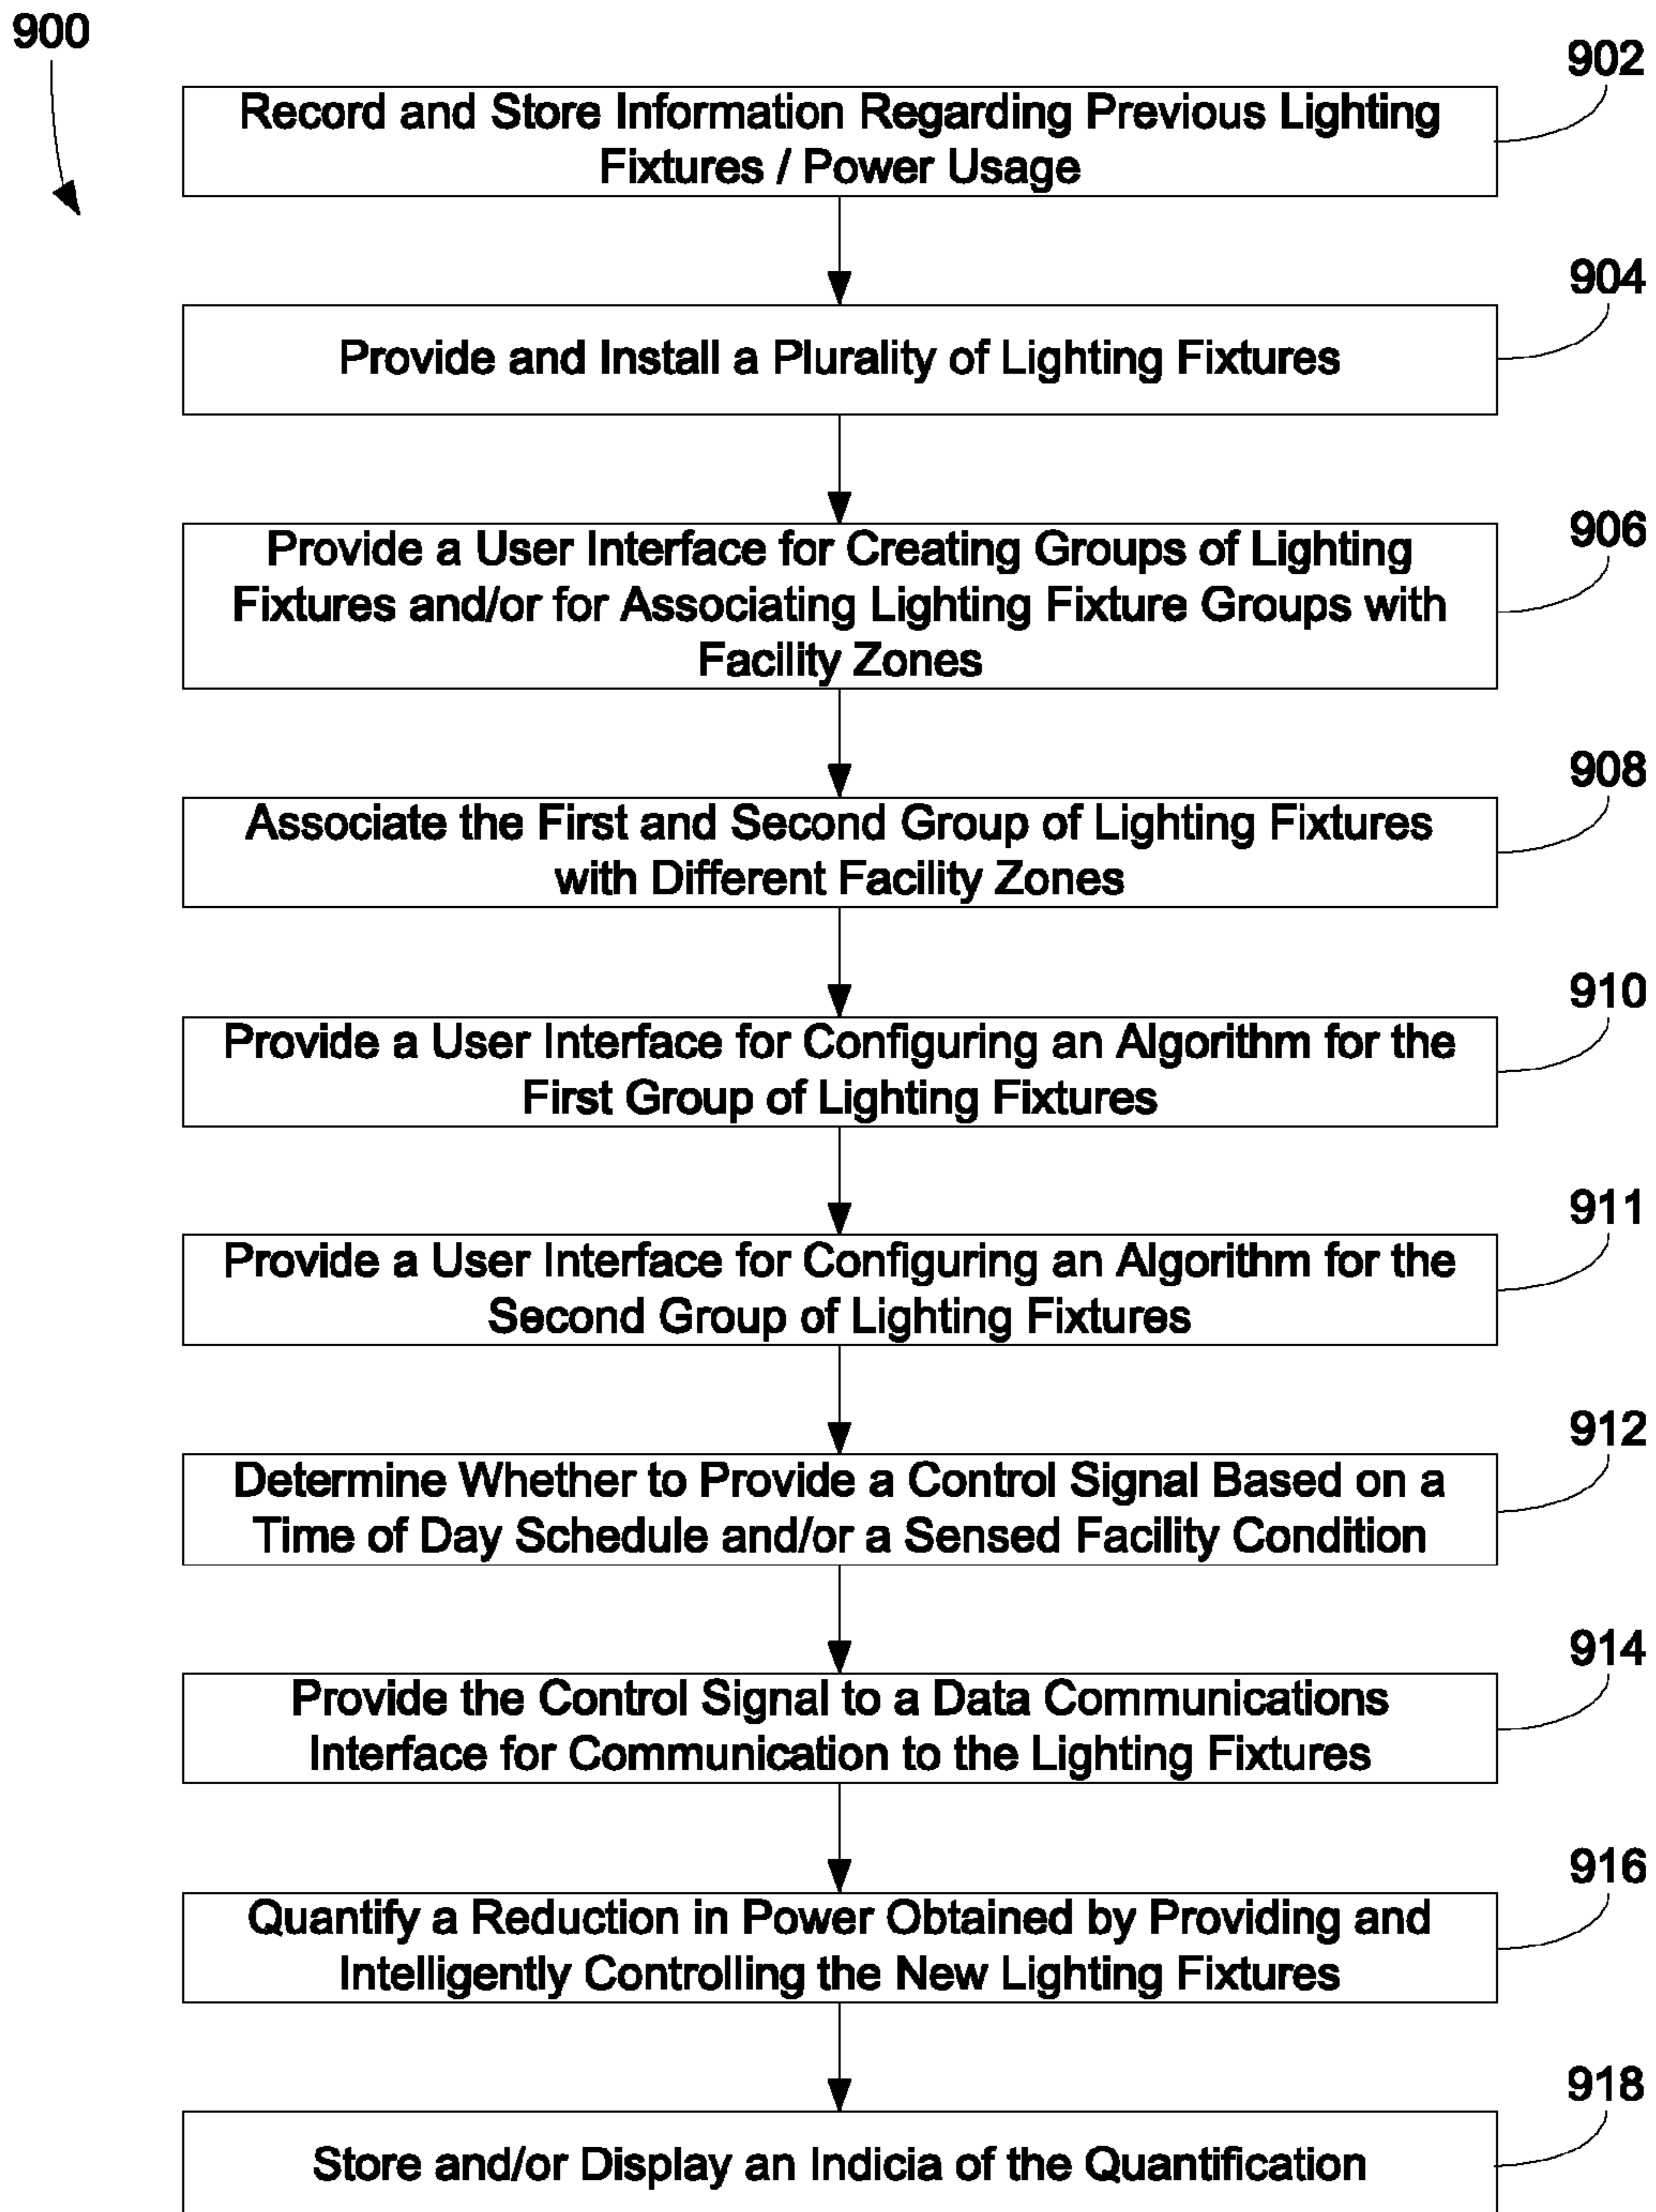 900
902
Record and Store Information Regarding Previous Lighting
Fixtures / Power Usage
904
Provide and Install a Plurality of Lighting Fixtures
906
Provide a User Interface for Creating Groups of Lighting
Fixtures and/or for Associating Lighting Fixture Groups with
Facility Zones
908
Associate the First and Second Group of Lighting Fixtures
with Different Facility Zones
910
Provide a User Interface for Configuring an Algorithm for the
First Group of Lighting Fixtures
911
Provide a User Interface for Configuring an Algorithm for the
Second Group of Lighting Fixtures
912
Determine Whether to Provide a Control Signal Based on a
Time of Day Schedule and/or a Sensed Facility Condition
914
Provide the Control Signal to a Data Communications
Interface for Communication to the Lighting Fixtures
916
Quantify a Reduction in Power Obtained by Providing and
Intelligently Controlling the New Lighting Fixtures
918
Store and/or Display an Indicia of the Quantification